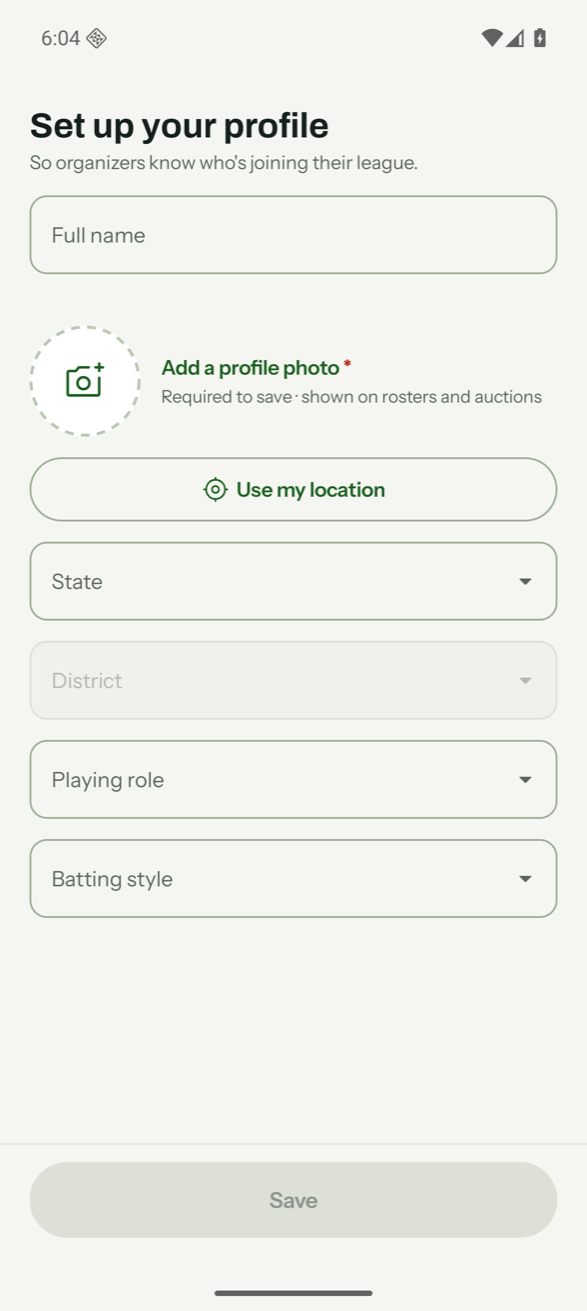 6:04
Set up your profile
So organizers know who's joining their league.
Full name
Add a profile photo *
Required to save · shown on rosters and auctions
Use my location
State
District
Playing role
Batting style
Save